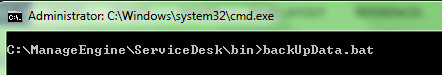 Administrator: C:\Windows\system32\cmd.exe
C:\ManageEngine\ServiceDesk\bin>backUpData.bat